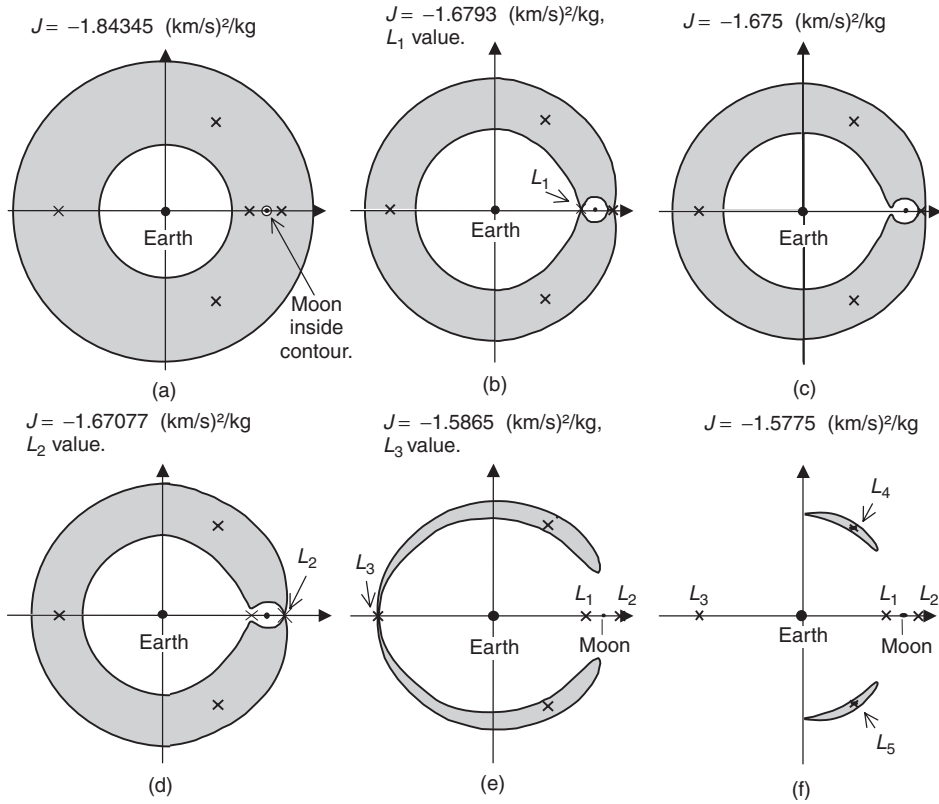 J = −1.84345 (km/s)²/kg
Earth
Moon
inside
contour.
(a)
J = −1.6793 (km/s)²/kg,
L₁ value.
L₁
Earth
(b)
J = −1.675 (km/s)²/kg
Earth
(c)
J = −1.67077 (km/s)²/kg
L₂ value.
L₂
Earth
(d)
J = −1.5865 (km/s)²/kg,
L₃ value.
L₃
L₁
L₂
Earth
Moon
(e)
J = −1.5775 (km/s)²/kg
L₄
L₃
L₁
L₂
Earth
Moon
L₅
(f)